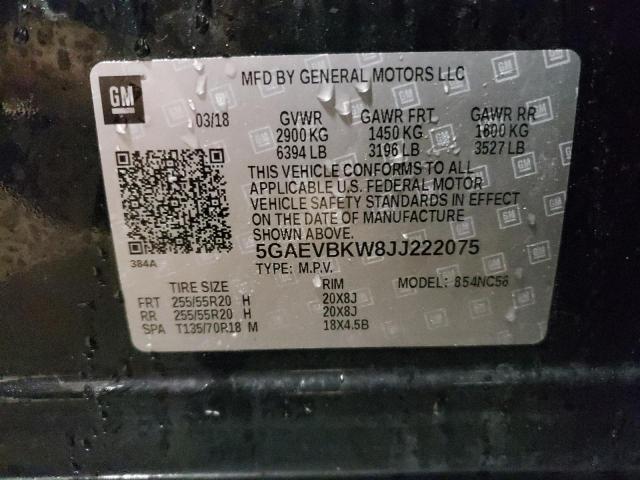 GM
MFD BY GENERAL MOTORS LLC
03/18 GVWR GAWR FRT GAWR RR
2900 KG 1450 KG 1600 KG
6394 LB 3196 LB 3527 LB
THIS VEHICLE CONFORMS TO ALL
APPLICABLE U.S. FEDERAL MOTOR
VEHICLE SAFETY STANDARDS IN EFFECT
ON THE DATE OF MANUFACTURE
SHOWN ABOVE.
384A
5GAEVBKW8JJ222075
TYPE: M.P.V. MODEL: 854NC56
TIRE SIZE RIM
FRT 255/55R20 H 20X8J
RR 255/55R20 H 20X8J
SPA T135/70R18 M 18X4.5B